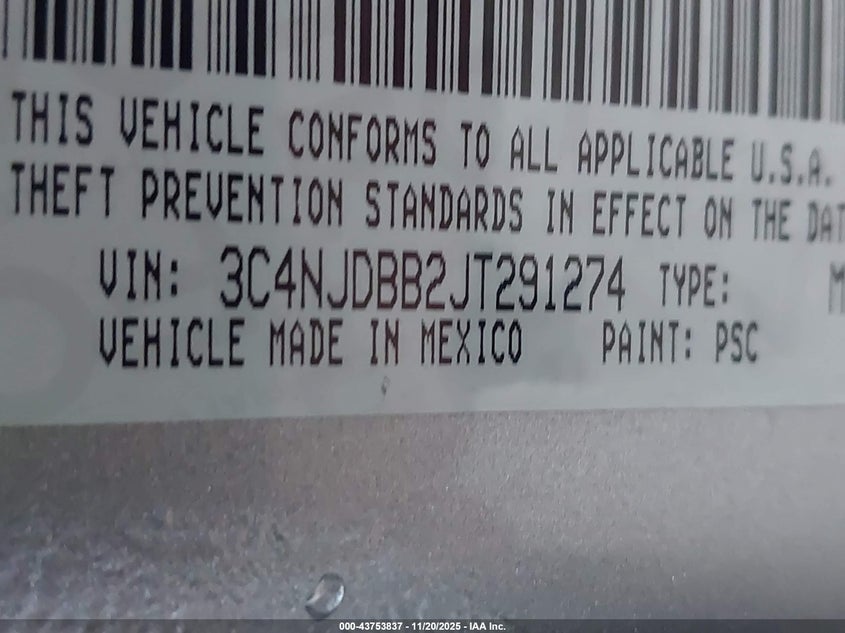 THIS VEHICLE CONFORMS TO ALL APPLICABLE U.S.A.
THEFT PREVENTION STANDARDS IN EFFECT ON THE DAT
VIN: 3C4NJDBB2JT291274 TYPE: M
VEHICLE MADE IN MEXICO PAINT: PSC
000-43753837 - 11/20/2025 - IAA Inc.